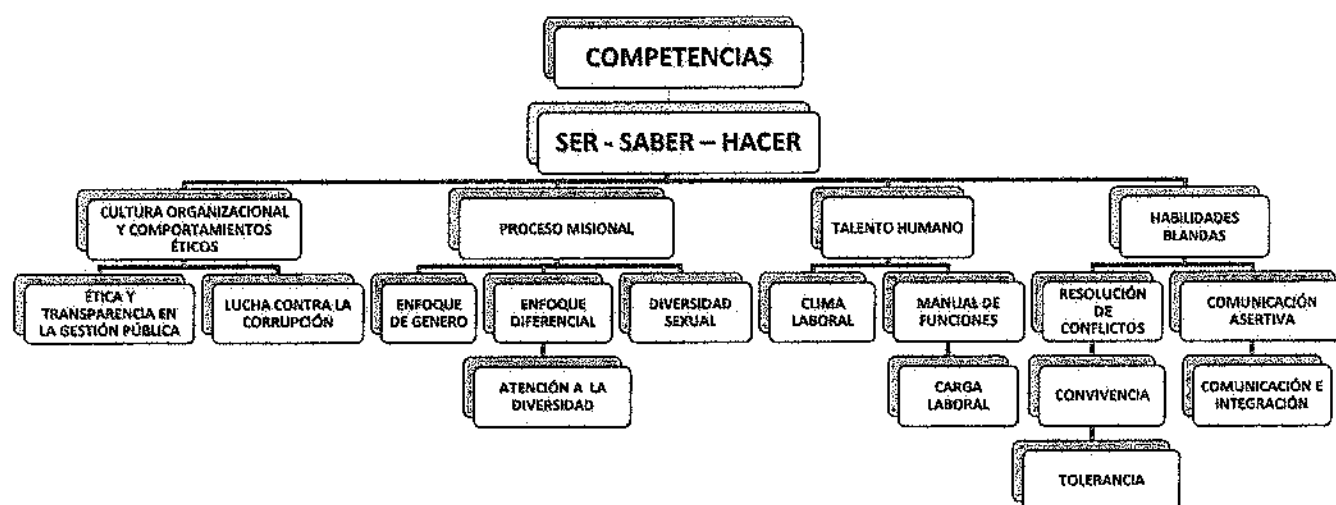 COMPETENCIAS
SER - SABER – HACER
CULTURA ORGANIZACIONAL
Y COMPORTAMIENTOS
ÉTICOS
PROCESO MISIONAL
TALENTO HUMANO
HABILIDADES
BLANDAS
ÉTICA Y
TRANSPARENCIA EN
LA GESTIÓN PÚBLICA
LUCHA CONTRA LA
CORRUPCIÓN
ENFOQUE
DE GENERO
ENFOQUE
DIFERENCIAL
DIVERSIDAD
SEXUAL
CLIMA
LABORAL
MANUAL DE
FUNCIONES
RESOLUCIÓN
DE
CONFLICTOS
COMUNICACIÓN
ASERTIVA
ATENCIÓN A LA
DIVERSIDAD
CARGA
LABORAL
CONVIVENCIA
COMUNICACIÓN E
INTEGRACIÓN
TOLERANCIA